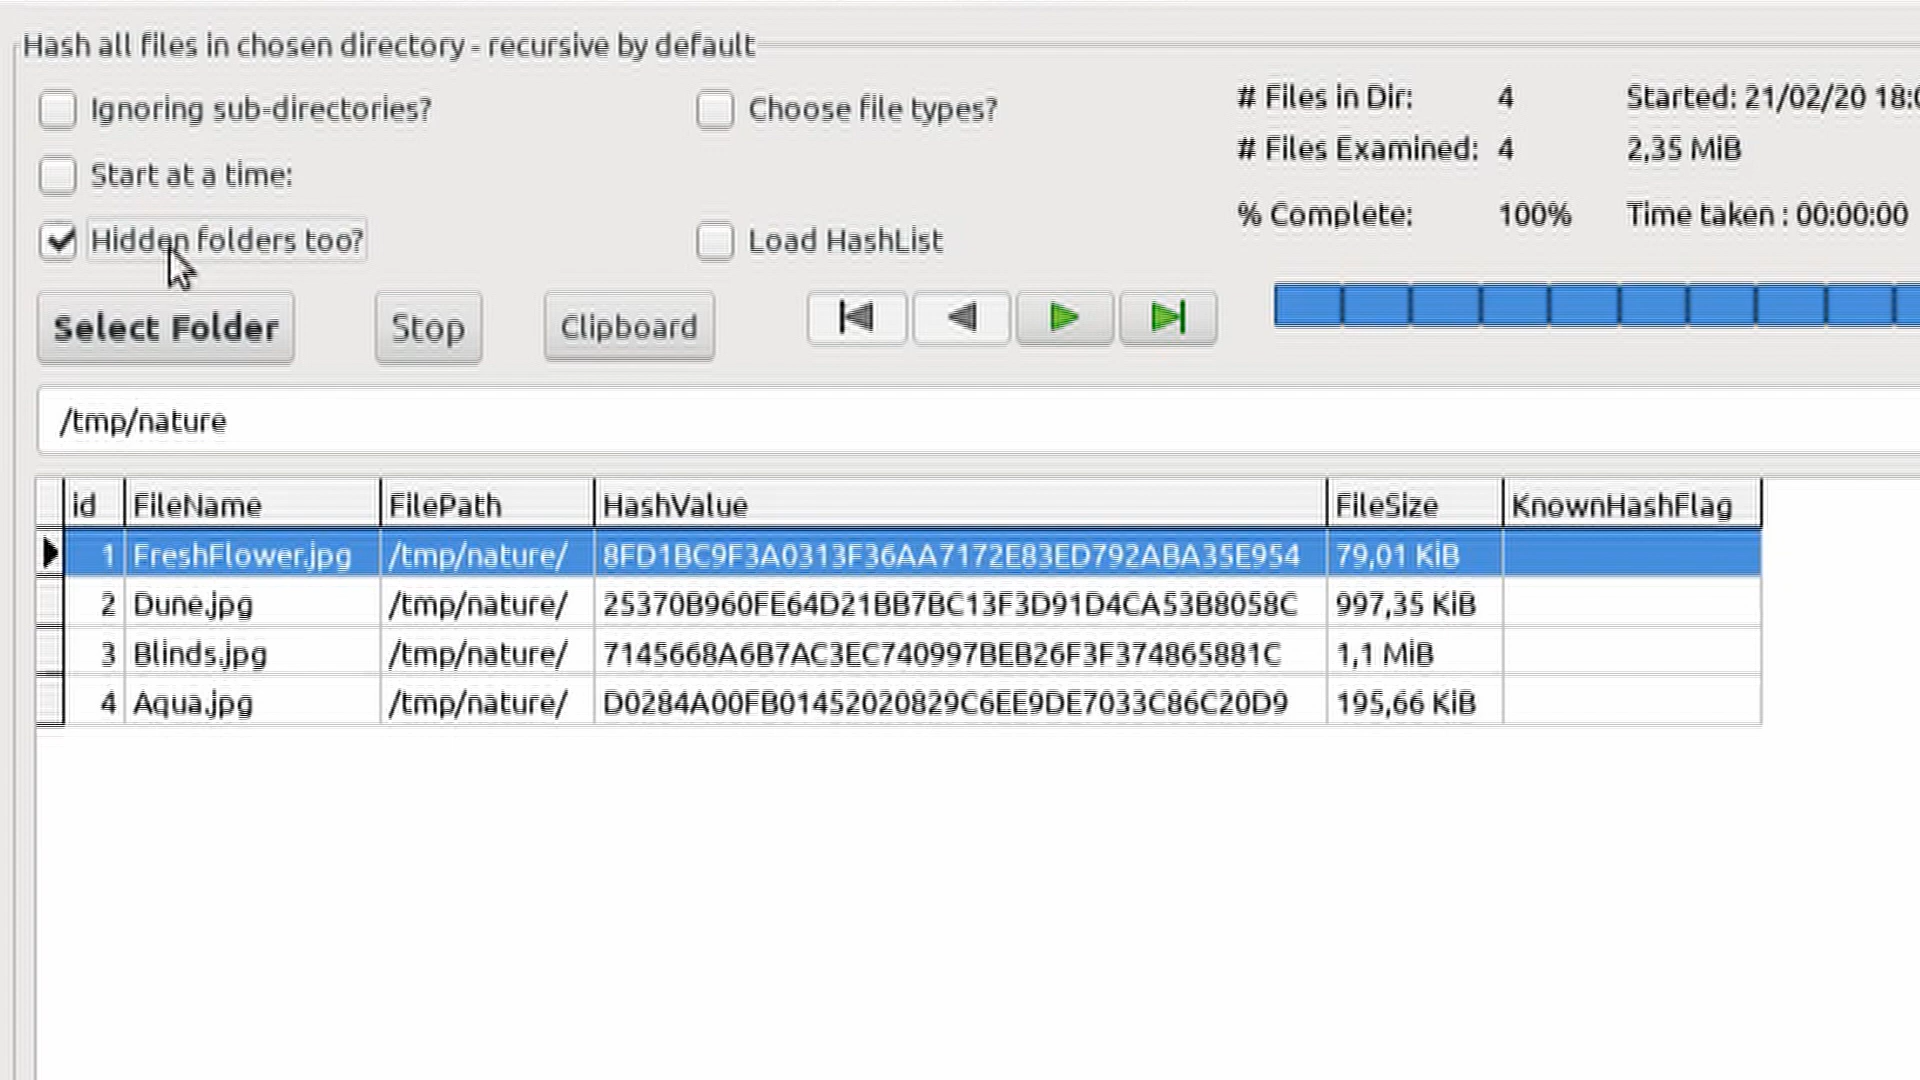 Hash all files in chosen directory - recursive by default
Ignoring sub-directories?
Choose file types?
# Files in Dir: 4
Started: 21/02/20
Start at a time:
# Files Examined: 4
2,35 MiB
Hidden folders too?
Load HashList
% Complete: 100%
Time taken : 00:00:00
Select Folder
Stop
Clipboard
/tmp/nature
id FileName FilePath HashValue FileSize KnownHashFlag
1 FreshFlower.jpg /tmp/nature/ 8FD1BC9F3A0313F36AA7172E83ED792ABA35E954 79,01 KiB
2 Dune.jpg /tmp/nature/ 25370B960FE64D21BB7BC13F3D91D4CA53B8058C 997,35 KiB
3 Blinds.jpg /tmp/nature/ 7145668A6B7AC3EC740997BEB26F3F374865881C 1,1 MiB
4 Aqua.jpg /tmp/nature/ D0284A00FB01452020829C6EE9DE7033C86C20D9 195,66 KiB